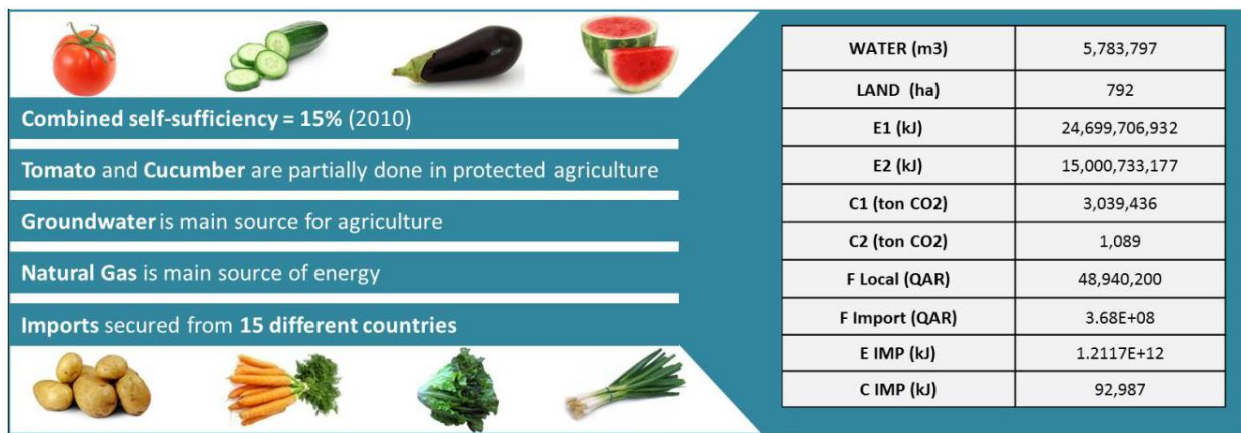 Combined self-sufficiency = 15% (2010)
Tomato and Cucumber are partially done in protected agriculture
Groundwater is main source for agriculture
Natural Gas is main source of energy
Imports secured from 15 different countries
WATER (m3) 5,783,797
LAND (ha) 792
E1 (kJ) 24,699,706,932
E2 (kJ) 15,000,733,177
C1 (ton CO2) 3,039,436
C2 (ton CO2) 1,089
F Local (QAR) 48,940,200
F Import (QAR) 3.68E+08
E IMP (kJ) 1.2117E+12
C IMP (kJ) 92,987